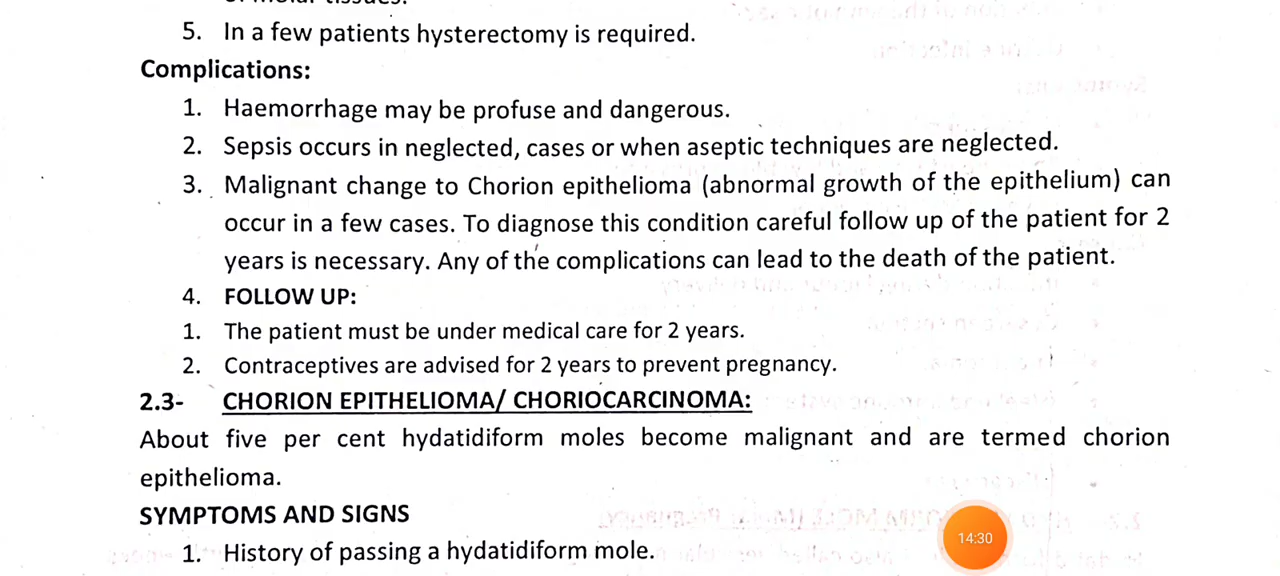 5. In a few patients hysterectomy is required.
Complications:
1. Haemorrhage may be profuse and dangerous.
2. Sepsis occurs in neglected, cases or when aseptic techniques are neglected.
3. Malignant change to Chorion epithelioma (abnormal growth of the epithelium) can
occur in a few cases. To diagnose this condition careful follow up of the patient for 2
years is necessary. Any of the complications can lead to the death of the patient.
4. FOLLOW UP:
1. The patient must be under medical care for 2 years.
2. Contraceptives are advised for 2 years to prevent pregnancy.
2.3- CHORION EPITHELIOMA/ CHORIOCARCINOMA:
About five per cent hydatidiform moles become malignant and are termed chorion
epithelioma.
SYMPTOMS AND SIGNS
14:30
1. History of passing a hydatidiform mole.